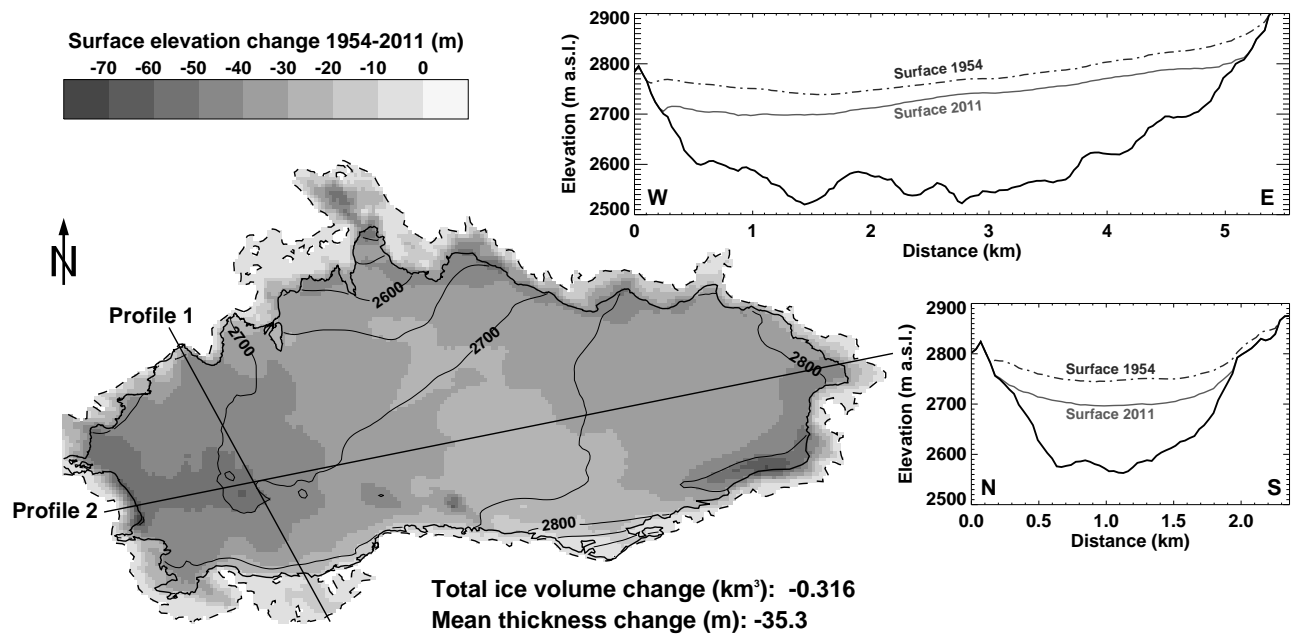 Surface elevation change 1954-2011 (m)
-70 -60 -50 -40 -30 -20 -10 0
N
Profile 1
Profile 2
2600
2700
2700
2800
2800
Total ice volume change (km³): -0.316
Mean thickness change (m): -35.3
2900
2800
2700
2600
2500
Elevation (m a.s.l.)
Surface 1954
Surface 2011
W E
0 1 2 3 4 5
Distance (km)
2900
2800
2700
2600
2500
Elevation (m a.s.l.)
Surface 1954
Surface 2011
N S
0.0 0.5 1.0 1.5 2.0
Distance (km)